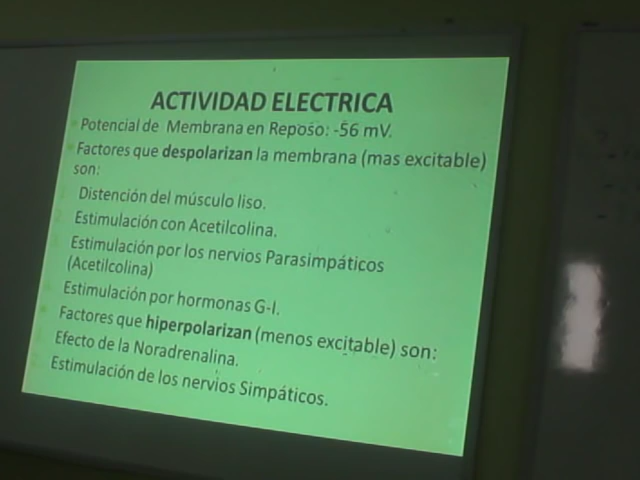 ACTIVIDAD ELECTRICA
Potencial de Membrana en Reposo: -56 mV.
Factores que despolarizan la membrana (mas excitable)
son:
Distención del músculo liso.
Estimulación con Acetilcolina.
Estimulación por los nervios Parasimpáticos
(Acetilcolina)
Estimulación por hormonas G-I.
Factores que hiperpolarizan (menos excitable) son:
Efecto de la Noradrenalina.
Estimulación de los nervios Simpáticos.